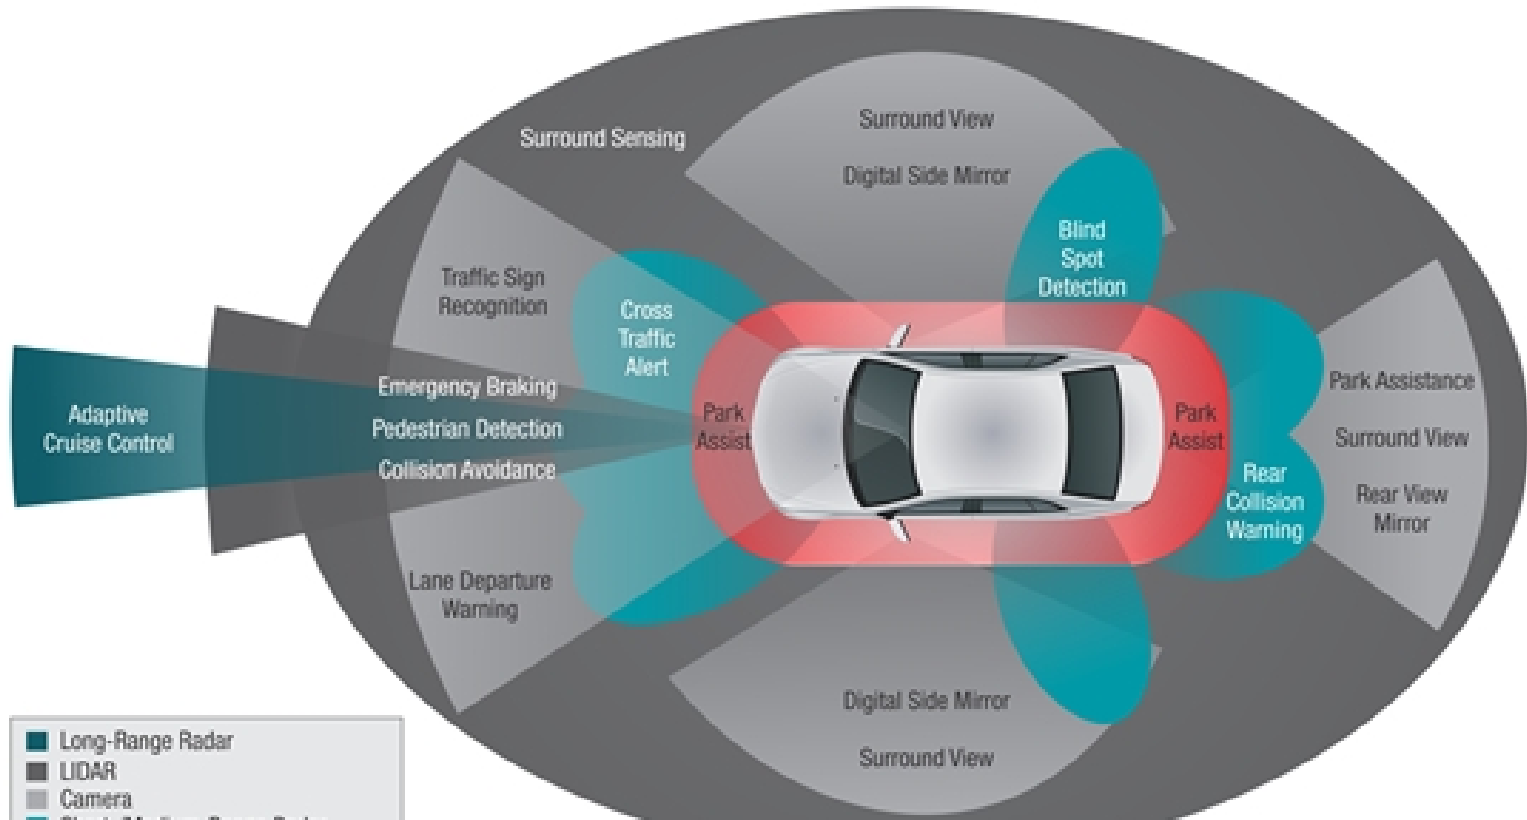 Surround View
Surround Sensing
Digital Side Mirror
Blind
Spot
Detection
Traffic Sign
Recognition
Cross
Traffic
Alert
Emergency Braking
Pedestrian Detection
Collision Avoidance
Adaptive
Cruise Control
Park
Assist
Park
Assist
Park Assistance
Surround View
Rear View
Mirror
Rear
Collision
Warning
Lane Departure
Warning
Digital Side Mirror
Surround View
Long-Range Radar
LIDAR
Camera